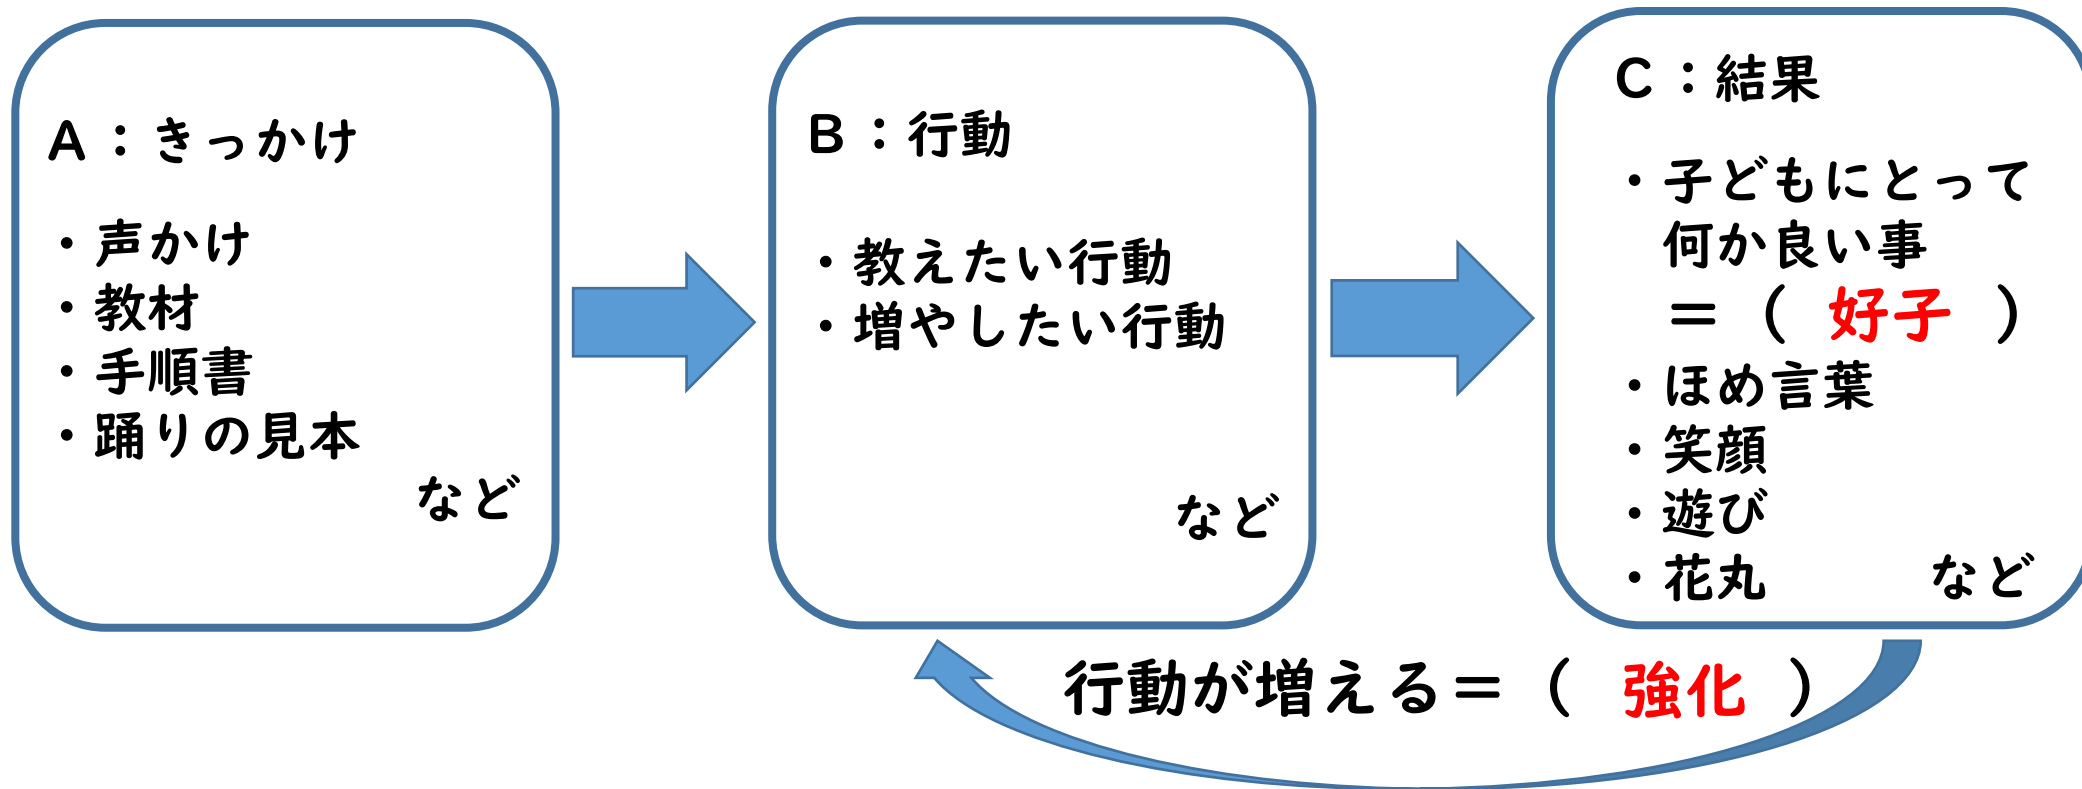 A：きっかけ
・声かけ
・教材
・手順書
・踊りの見本
など
B：行動
・教えたい行動
・増やしたい行動
など
C：結果
・子どもにとって
何か良い事
＝（ 好子 ）
・ほめ言葉
・笑顔
・遊び
・花丸 など
行動が増える＝（ 強化 ）